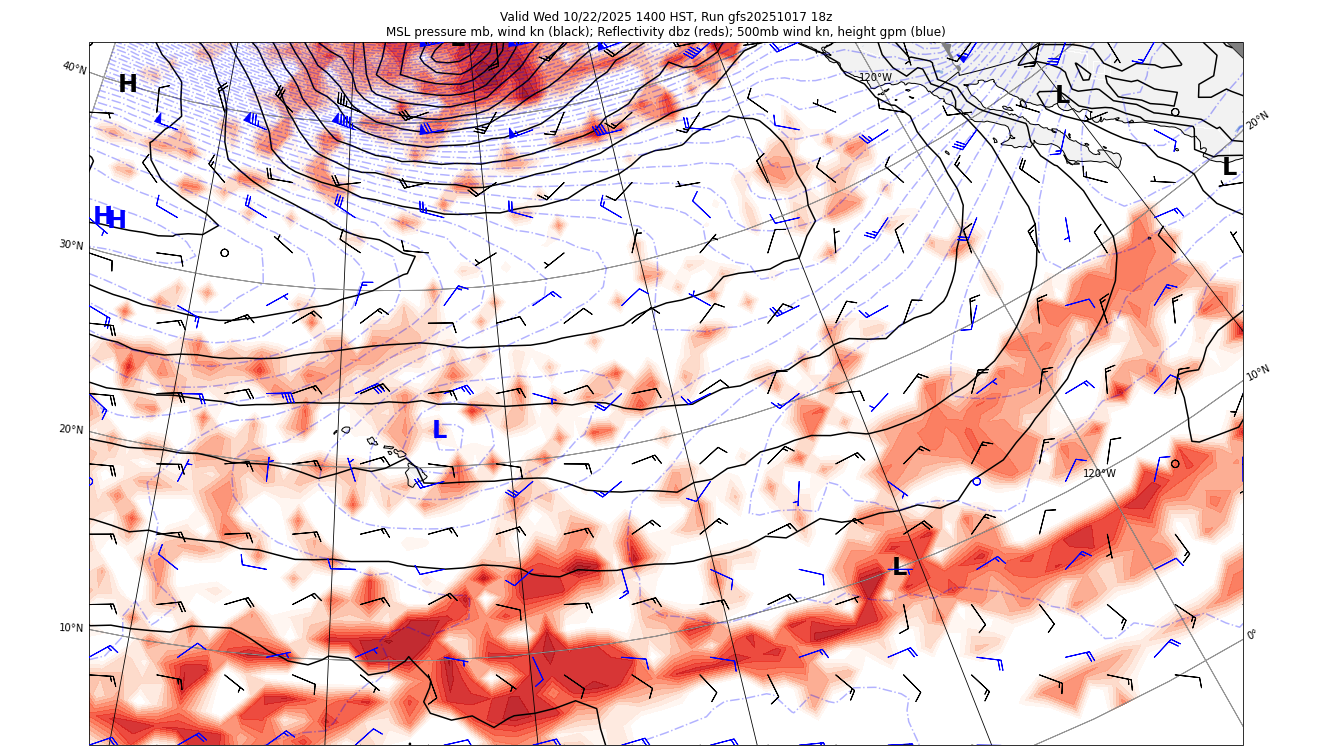 Valid Wed 10/22/2025 1400 HST, Run gfs20251017 18z
MSL pressure mb, wind kn (black); Reflectivity dbz (reds); 500mb wind kn, height gpm (blue)
40°N
120°W
H
L
20°N
L
H
H
30°N
10°N
20°N
L
120°W
L
10°N
0°